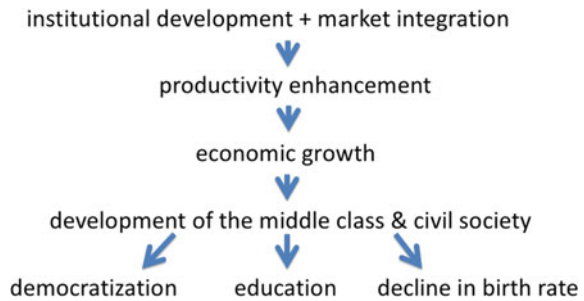 institutional development + market integration
productivity enhancement
economic growth
development of the middle class & civil society
democratization education decline in birth rate